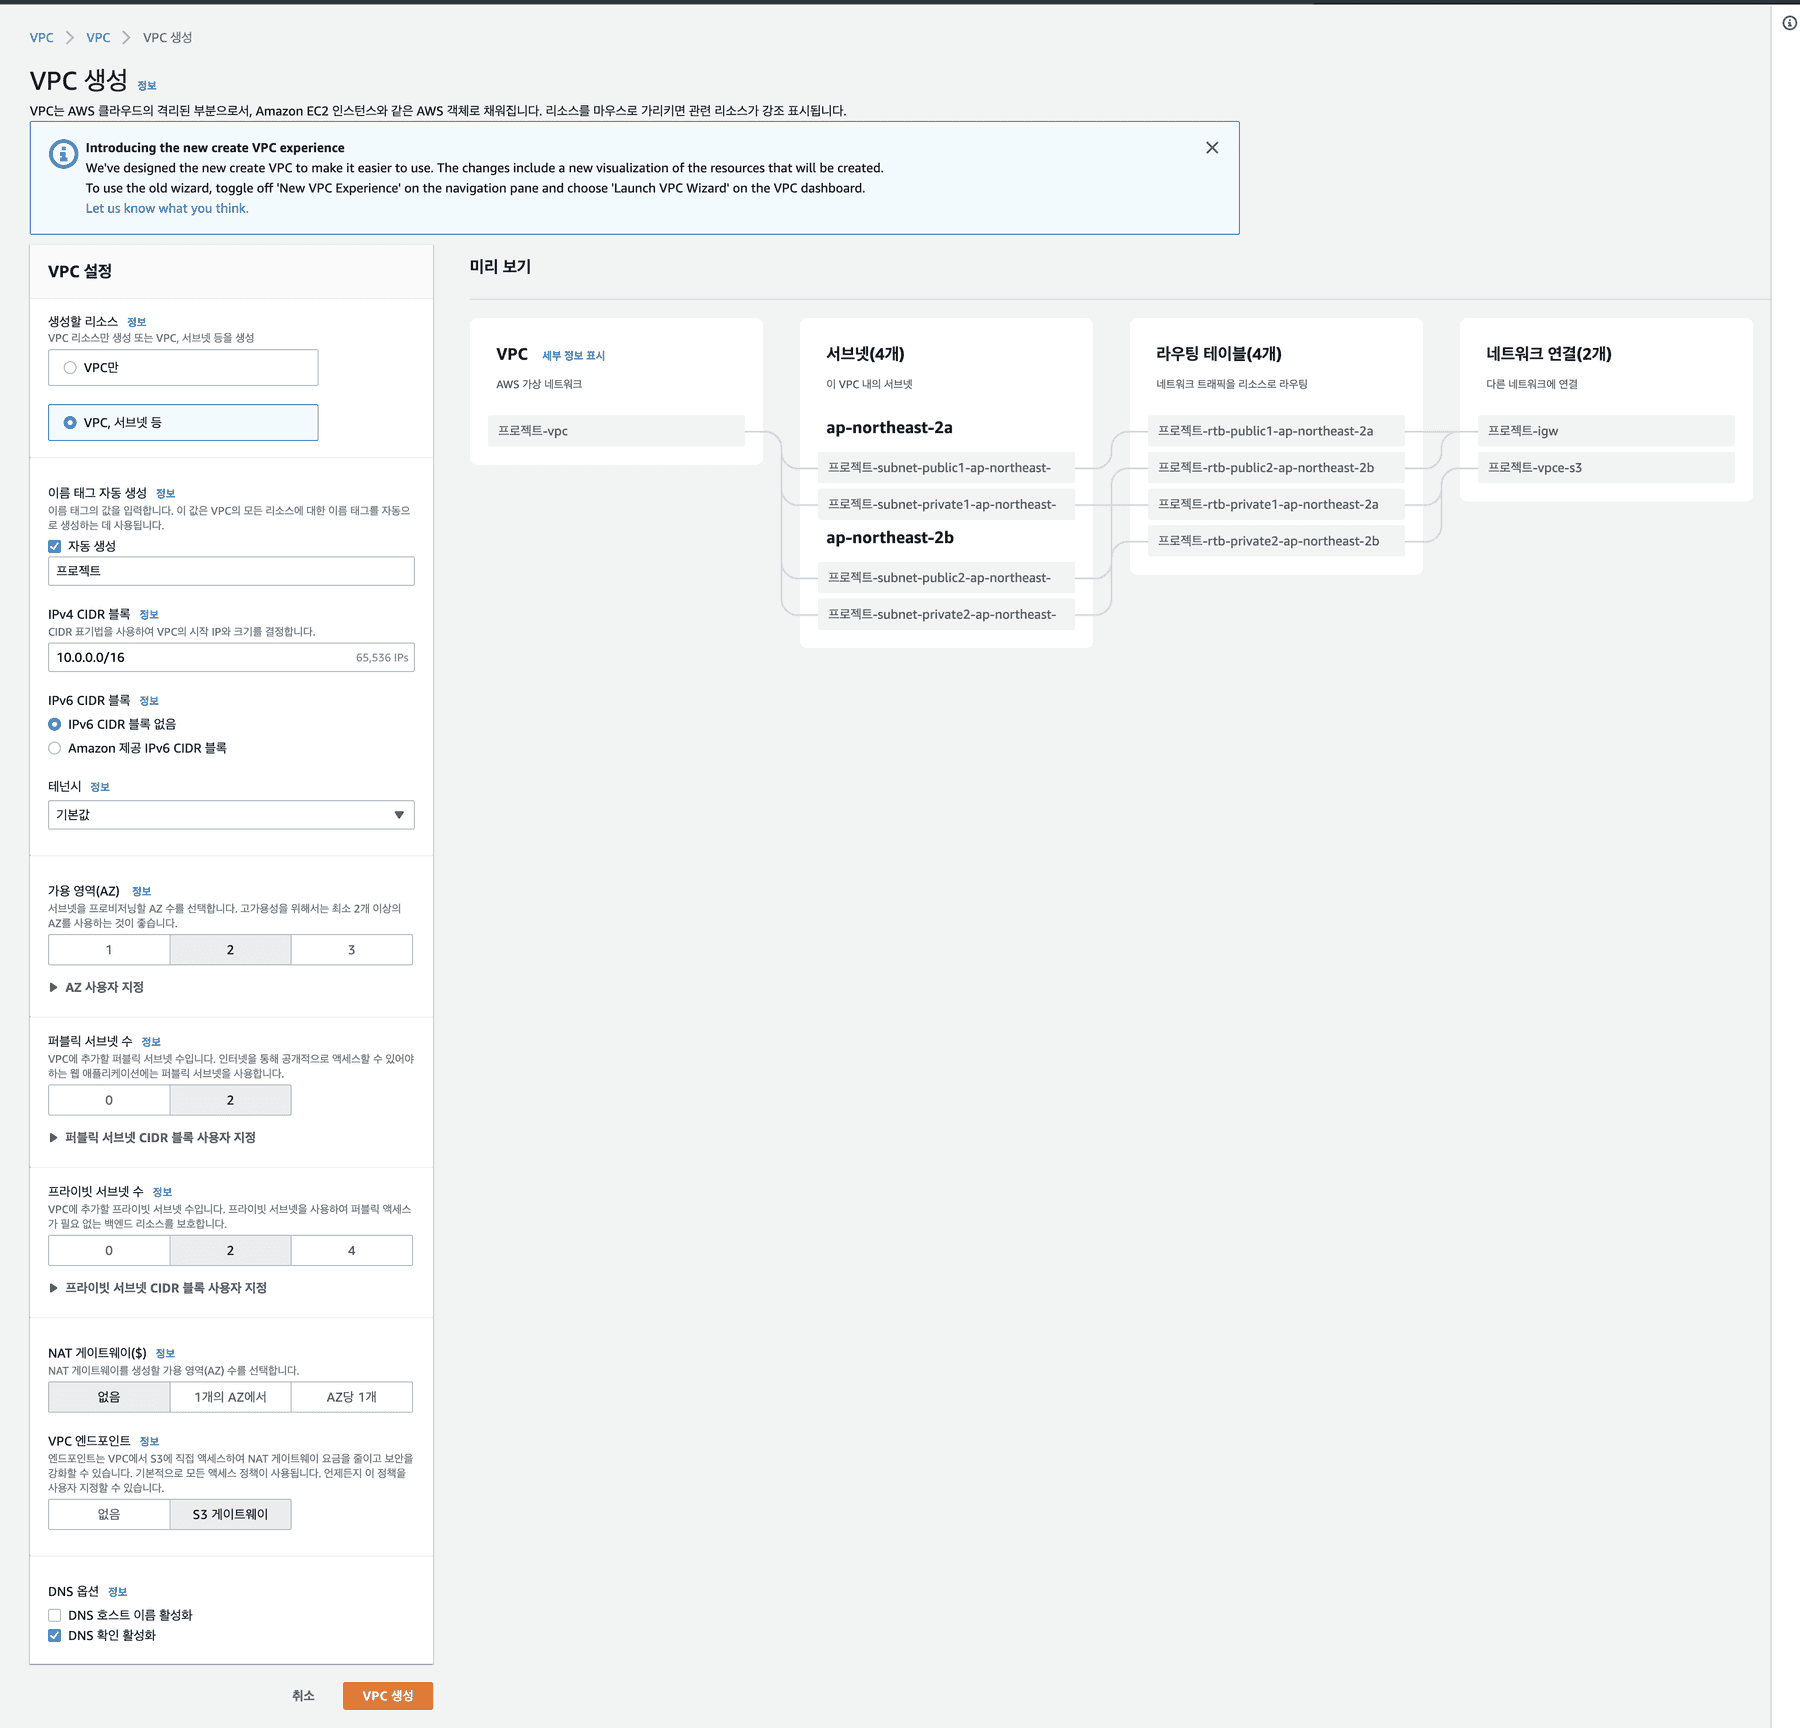 VPC > VPC > VPC 생성
VPC 생성 정보
VPC는 AWS 클라우드의 격리된 부분으로서, Amazon EC2 인스턴스와 같은 AWS 객체로 채워집니다. 리소스를 마우스로 가리키면 관련 리소스가 강조 표시됩니다.
Introducing the new create VPC experience
We've designed the new create VPC to make it easier to use. The changes include a new visualization of the resources that will be created.
To use the old wizard, toggle off 'New VPC Experience' on the navigation pane and choose 'Launch VPC Wizard' on the VPC dashboard.
Let us know what you think.
VPC 설정
생성할 리소스 정보
VPC 리소스만 생성 또는 VPC, 서브넷 등을 생성
VPC만
VPC, 서브넷 등
이름 태그 자동 생성 정보
이름 태그의 값을 입력합니다. 이 값은 VPC의 모든 리소스에 대한 이름 태그를 자동으
로 생성하는 데 사용됩니다.
자동 생성
프로젝트
IPv4 CIDR 블록 정보
CIDR 표기법을 사용하여 VPC의 시작 IP와 크기를 결정합니다.
10.0.0.0/16 65,536 IPs
IPv6 CIDR 블록 정보
IPv6 CIDR 블록 없음
Amazon 제공 IPv6 CIDR 블록
테넌시 정보
기본값
가용 영역(AZ) 정보
서브넷을 프로비저닝할 AZ 수를 선택합니다. 고가용성을 위해서는 최소 2개 이상의
AZ를 사용하는 것이 좋습니다.
1 2 3
AZ 사용자 지정
퍼블릭 서브넷 수 정보
VPC에 추가할 퍼블릭 서브넷 수입니다. 인터넷을 통해 공개적으로 액세스할 수 있어야
하는 웹 애플리케이션에는 퍼블릭 서브넷을 사용합니다.
0 2
퍼블릭 서브넷 CIDR 블록 사용자 지정
프라이빗 서브넷 수 정보
VPC에 추가할 프라이빗 서브넷 수입니다. 프라이빗 서브넷을 사용하여 퍼블릭 액세스
가 필요 없는 백엔드 리소스를 보호합니다.
0 2 4
프라이빗 서브넷 CIDR 블록 사용자 지정
NAT 게이트웨이($) 정보
NAT 게이트웨이를 생성할 가용 영역(AZ) 수를 선택합니다.
없음 1개의 AZ에서 AZ당 1개
VPC 엔드포인트 정보
엔드포인트는 VPC에서 S3에 직접 액세스하여 NAT 게이트웨이 요금을 줄이고 보안을
강화할 수 있습니다. 기본적으로 모든 액세스 정책이 사용됩니다. 언제든지 이 정책을
사용자 지정할 수 있습니다.
없음 S3 게이트웨이
DNS 옵션 정보
DNS 호스트 이름 활성화
DNS 확인 활성화
취소 VPC 생성
미리 보기
VPC 세부 정보 표시
AWS 가상 네트워크
프로젝트-vpc
서브넷(4개)
이 VPC 내의 서브넷
ap-northeast-2a
프로젝트-subnet-public1-ap-northeast-
프로젝트-subnet-private1-ap-northeast-
ap-northeast-2b
프로젝트-subnet-public2-ap-northeast-
프로젝트-subnet-private2-ap-northeast-
라우팅 테이블(4개)
네트워크 트래픽을 리소스로 라우팅
프로젝트-rtb-public1-ap-northeast-2a
프로젝트-rtb-public2-ap-northeast-2b
프로젝트-rtb-private1-ap-northeast-2a
프로젝트-rtb-private2-ap-northeast-2b
네트워크 연결(2개)
다른 네트워크에 연결
프로젝트-igw
프로젝트-vpce-s3